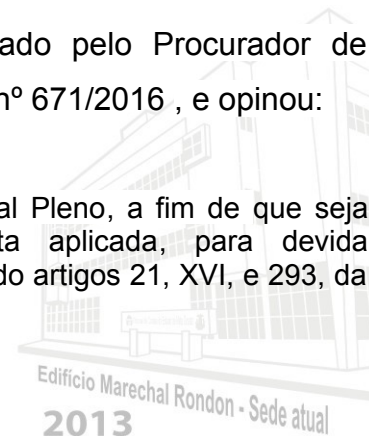 ado pelo Procurador de
nº 671/2016 , e opinou:
al Pleno, a fim de que seja
ta aplicada, para devida
do artigos 21, XVI, e 293, da
Edifício Marechal Rondon - Sede atual
2013